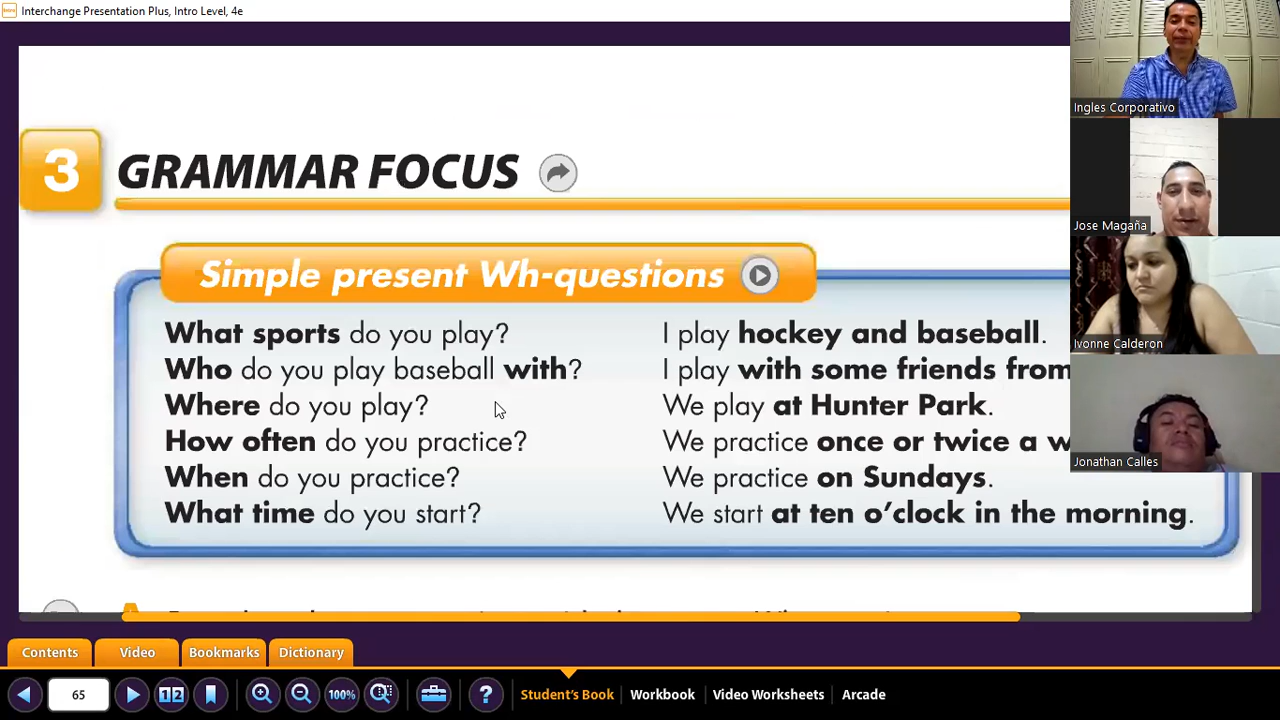 Interchange Presentation Plus, Intro Level, 4e
3 GRAMMAR FOCUS
Simple present Wh-questions
What sports do you play? I play hockey and baseball.
Who do you play baseball with? I play with some friends from
Where do you play? We play at Hunter Park.
How often do you practice? We practice once or twice a w
When do you practice? We practice on Sundays.
What time do you start? We start at ten o'clock in the morning.
Ingles Corporativo
Jose Magaña
Ivonne Calderon
Jonathan Calles
Contents Video Bookmarks Dictionary
65 1 2 100% ? Student's Book Workbook Video Worksheets Arcade